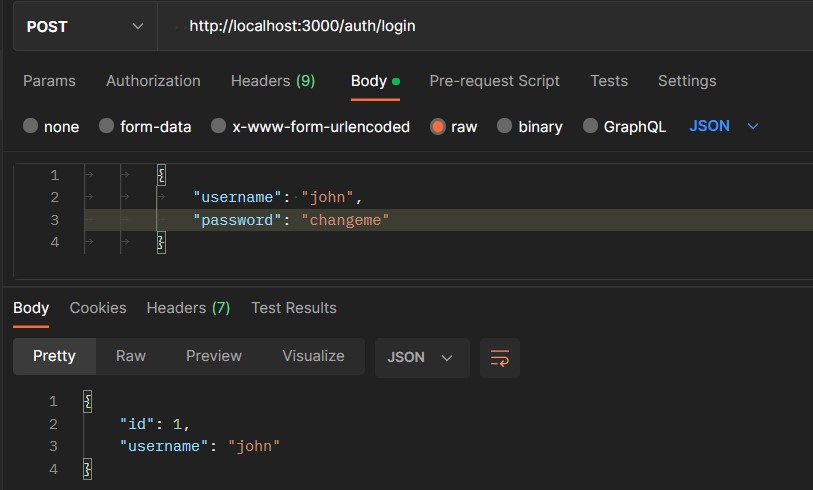 POST http://localhost:3000/auth/login
Params Authorization Headers (9) Body Pre-request Script Tests Settings
none form-data x-www-form-urlencoded raw binary GraphQL JSON
1 {
2 "username": "john",
3 "password": "changeme"
4 }
Body Cookies Headers (7) Test Results
Pretty Raw Preview Visualize JSON
1 {
2 "id": 1,
3 "username": "john"
4 }